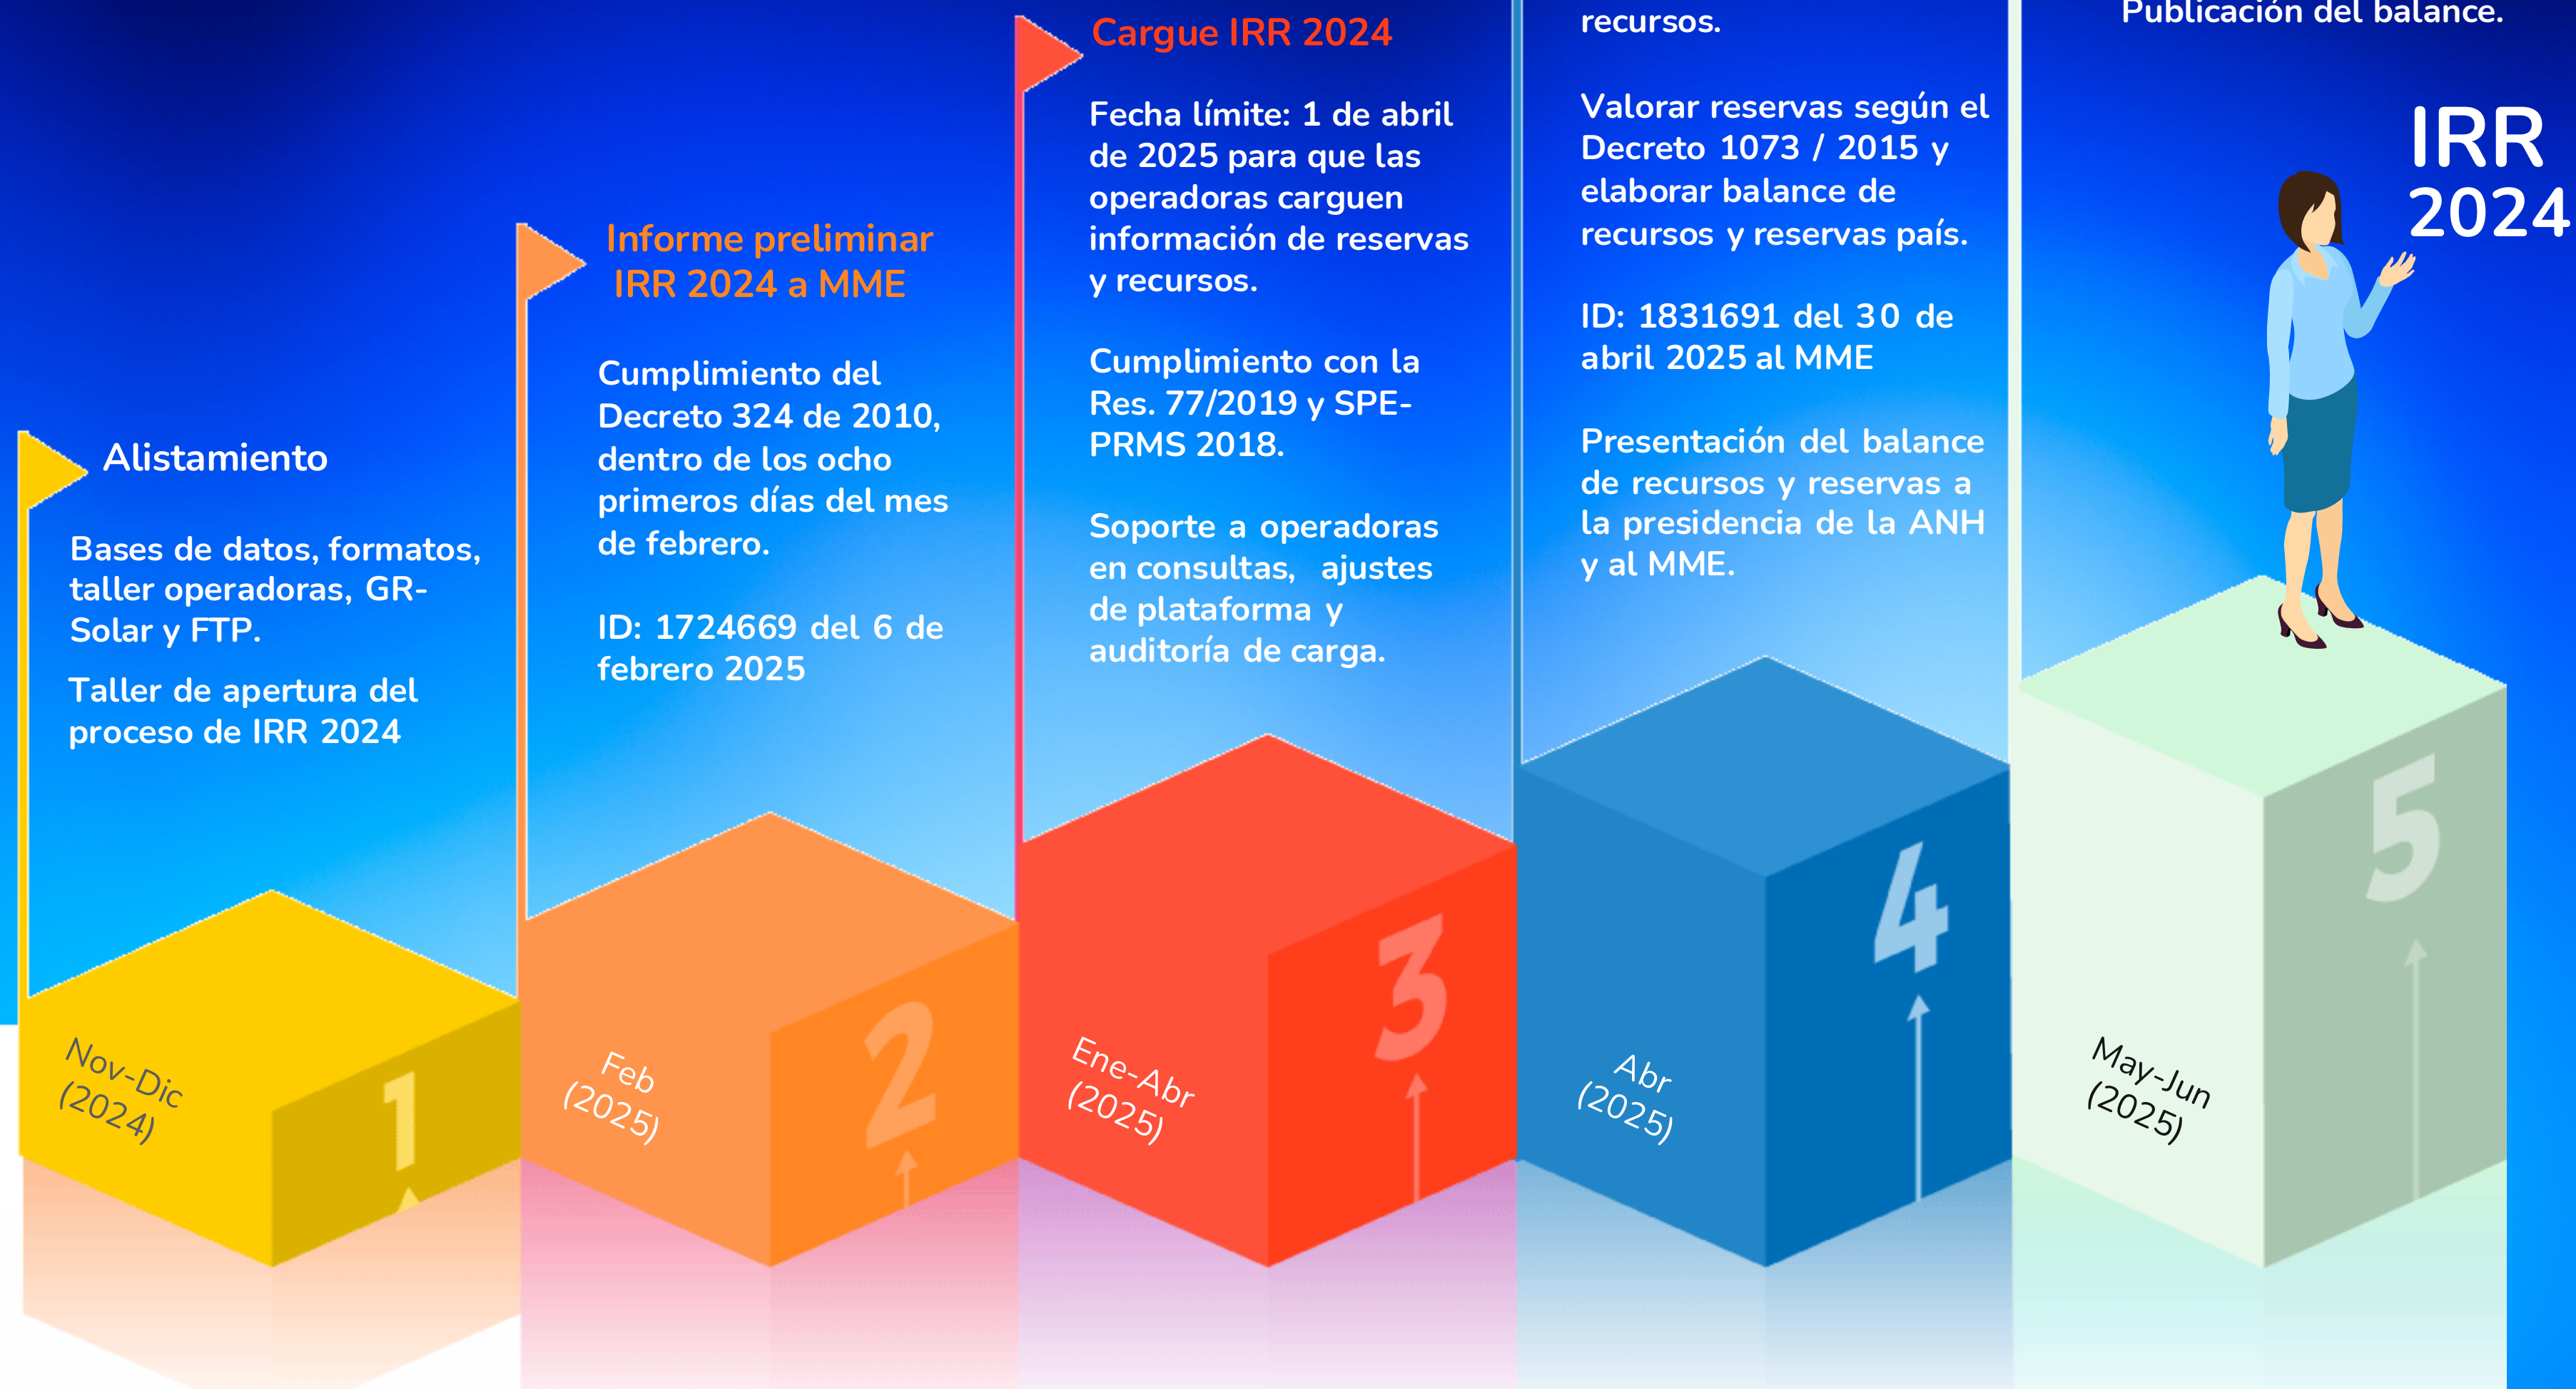 Alistamiento
Bases de datos, formatos,
taller operadoras, GR-
Solar y FTP.
Taller de apertura del
proceso de IRR 2024
Nov-Dic
(2024)
1
Informe preliminar
IRR 2024 a MME
Cumplimiento del
Decreto 324 de 2010,
dentro de los ocho
primeros días del mes
de febrero.
ID: 1724669 del 6 de
febrero 2025
Feb
(2025)
2
Cargue IRR 2024
Fecha límite: 1 de abril
de 2025 para que las
operadoras carguen
información de reservas
y recursos.
Cumplimiento con la
Res. 77/2019 y SPE-
PRMS 2018.
Soporte a operadoras
en consultas, ajustes
de plataforma y
auditoría de carga.
Ene-Abr
(2025)
3
recursos.
Valorar reservas según el
Decreto 1073 / 2015 y
elaborar balance de
recursos y reservas país.
ID: 1831691 del 30 de
abril 2025 al MME
Presentación del balance
de recursos y reservas a
la presidencia de la ANH
y al MME.
Abr
(2025)
4
Publicación del balance.
IRR
2024
May-Jun
(2025)
5